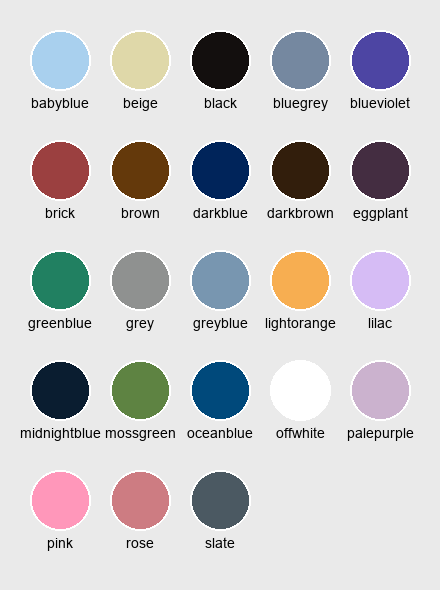 babyblue beige black bluegrey blueviolet
brick brown darkblue darkbrown eggplant
greenblue grey greyblue lightorange lilac
midnightblue mossgreen oceanblue offwhite palepurple
pink rose slate